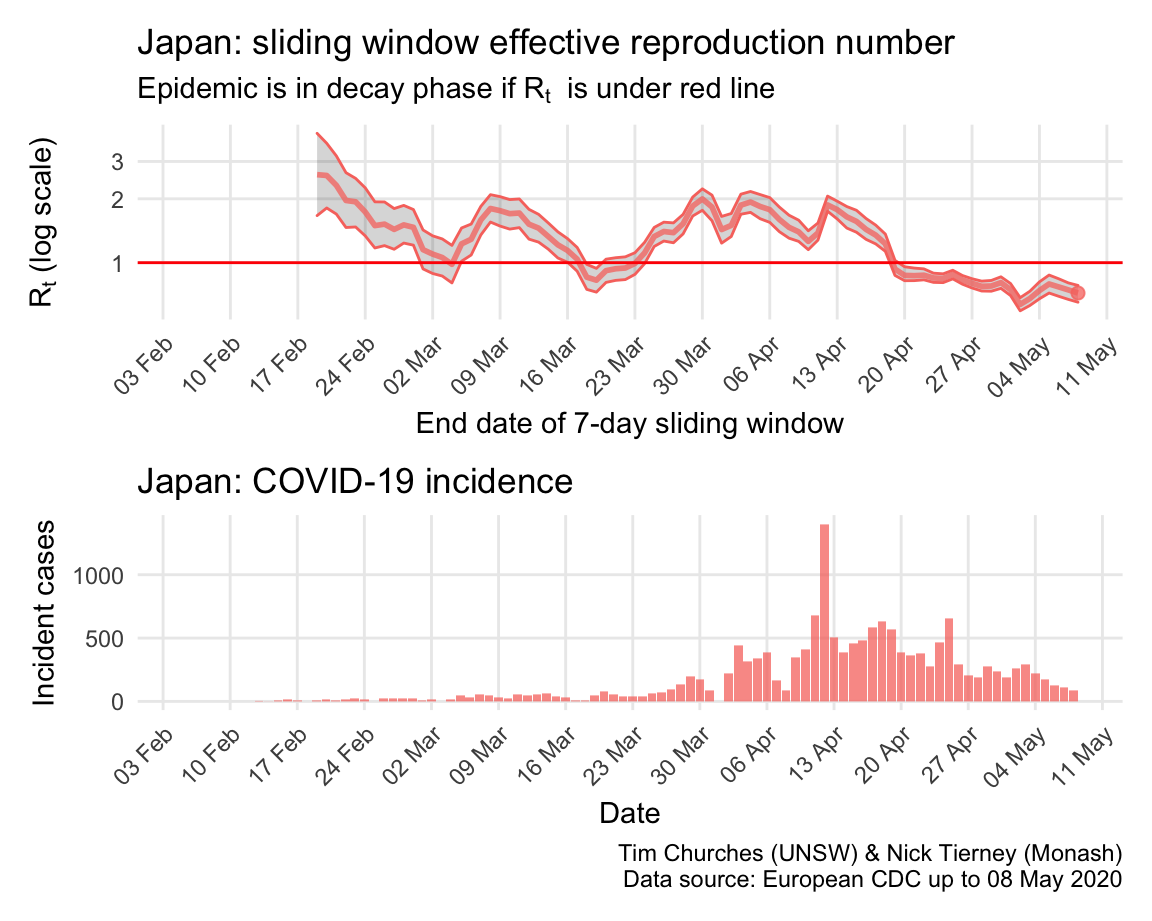 Japan: sliding window effective reproduction number
Epidemic is in decay phase if Rt is under red line
Rt (log scale)
3
2
1
03 Feb
10 Feb
17 Feb
24 Feb
02 Mar
09 Mar
16 Mar
23 Mar
30 Mar
06 Apr
13 Apr
20 Apr
27 Apr
04 May
11 May
End date of 7-day sliding window
Japan: COVID-19 incidence
Incident cases
1000
500
0
03 Feb
10 Feb
17 Feb
24 Feb
02 Mar
09 Mar
16 Mar
23 Mar
30 Mar
06 Apr
13 Apr
20 Apr
27 Apr
04 May
11 May
Date
Tim Churches (UNSW) & Nick Tierney (Monash)
Data source: European CDC up to 08 May 2020